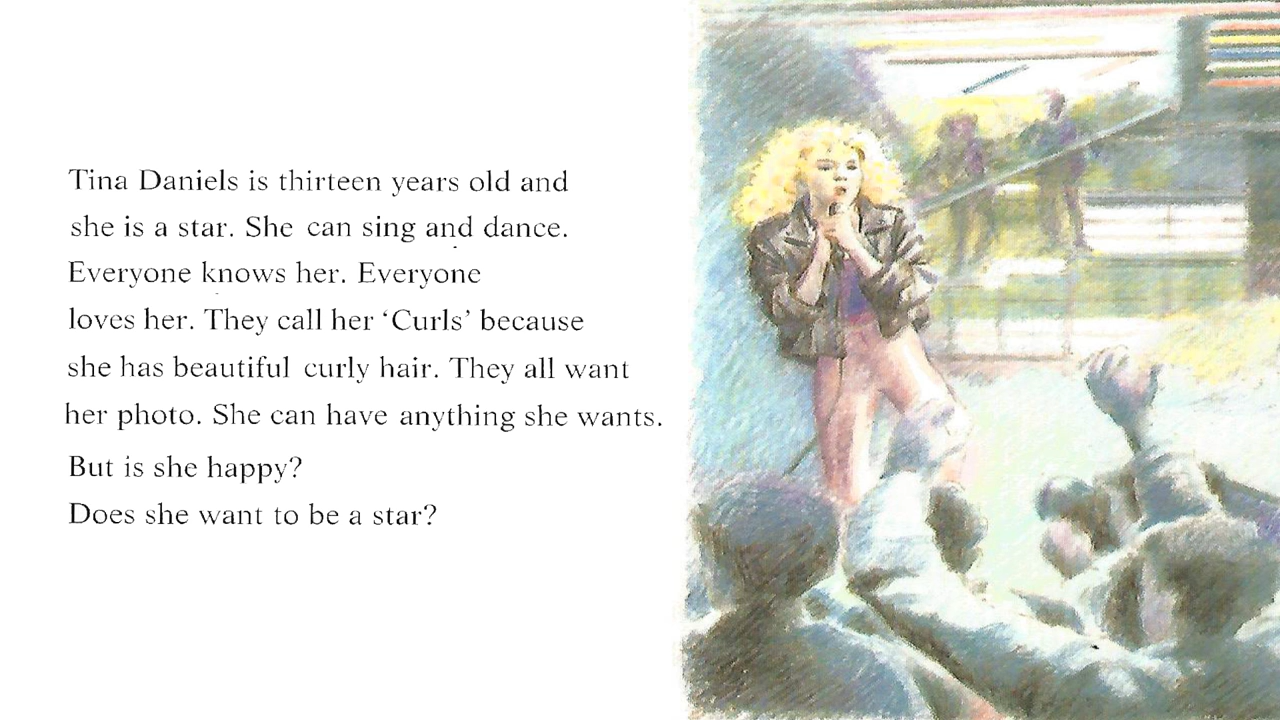 Tina Daniels is thirteen years old and
she is a star. She can sing and dance.
Everyone knows her. Everyone
loves her. They call her ‘Curls’ because
she has beautiful curly hair. They all want
her photo. She can have anything she wants.
But is she happy?
Does she want to be a star?